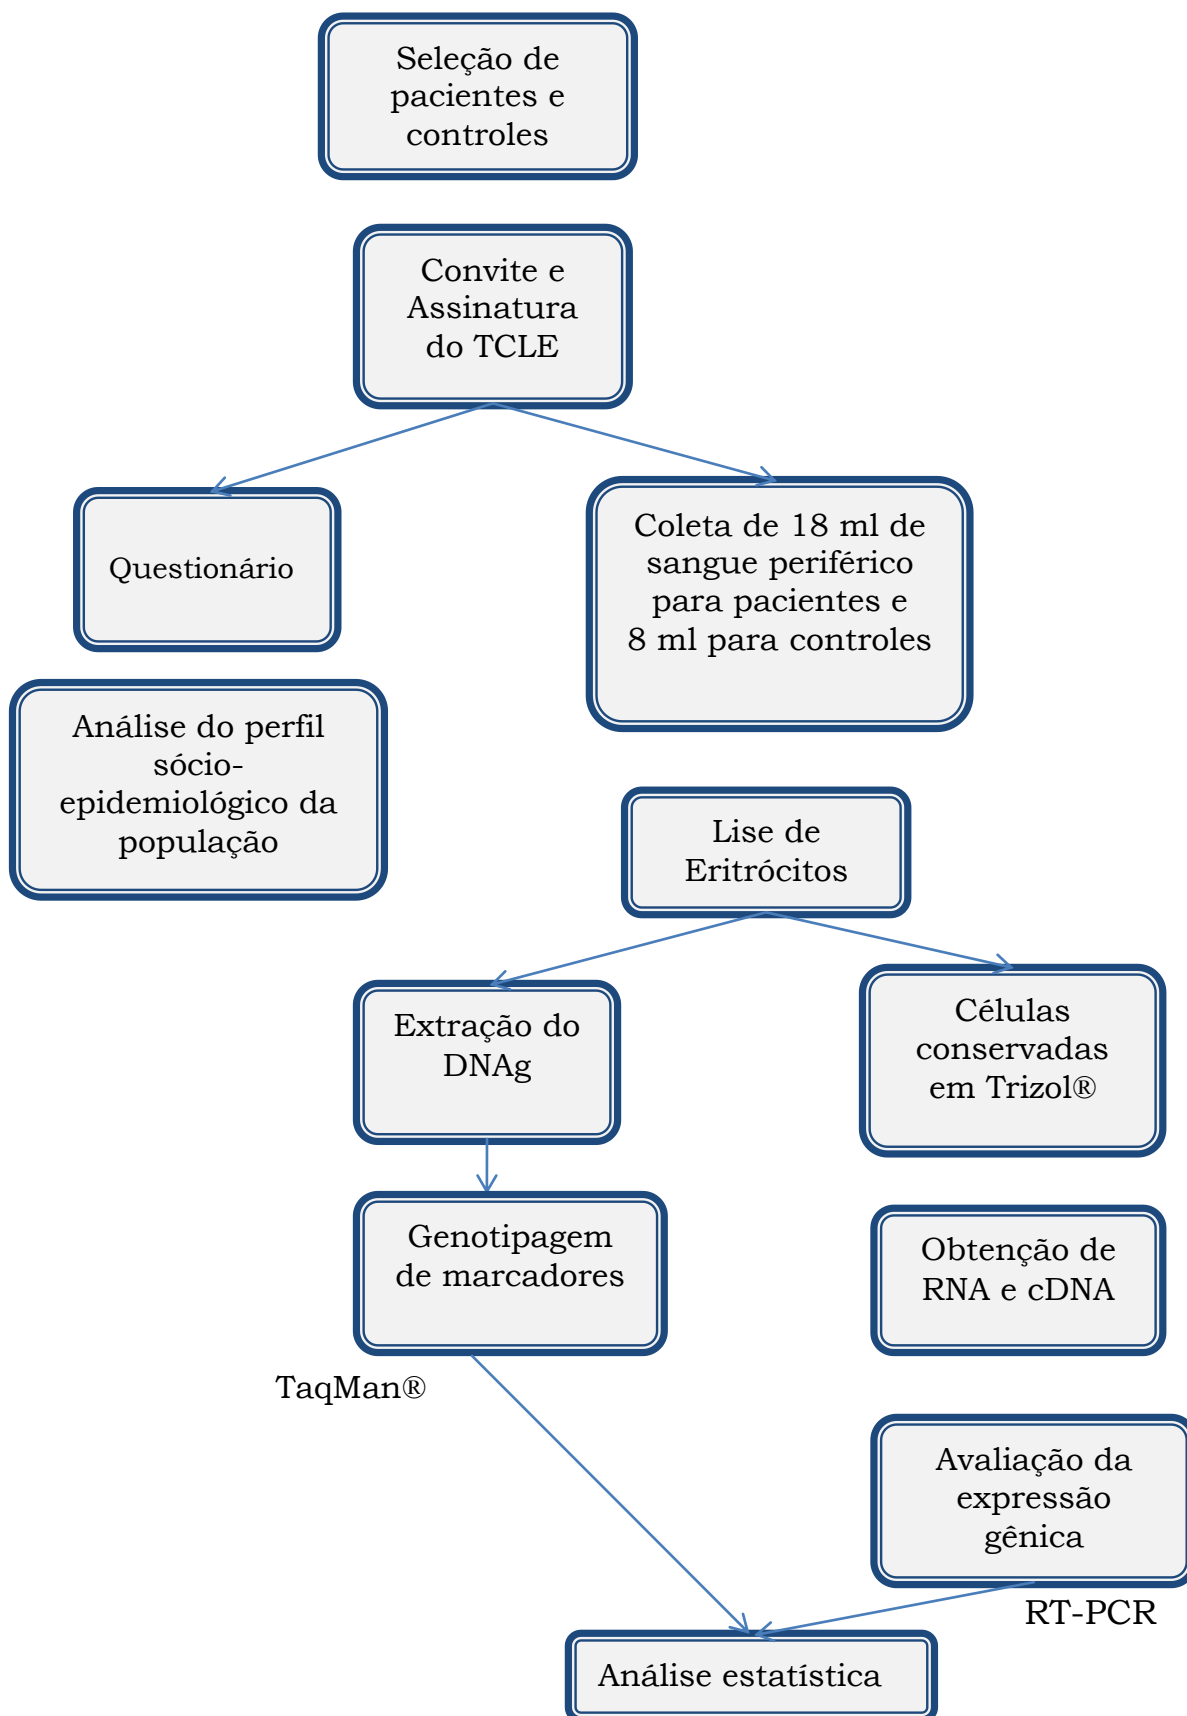 Seleção de
pacientes e
controles
Convite e
Assinatura
do TCLE
Questionário
Coleta de 18 ml de
sangue periférico
para pacientes e
8 ml para controles
Análise do perfil
sócio-
epidemiológico da
população
Lise de
Eritrócitos
Extração do
DNAg
Células
conservadas
em Trizol®
Genotipagem
de marcadores
Obtenção de
RNA e cDNA
TaqMan®
Avaliação da
expressão
gênica
RT-PCR
Análise estatística